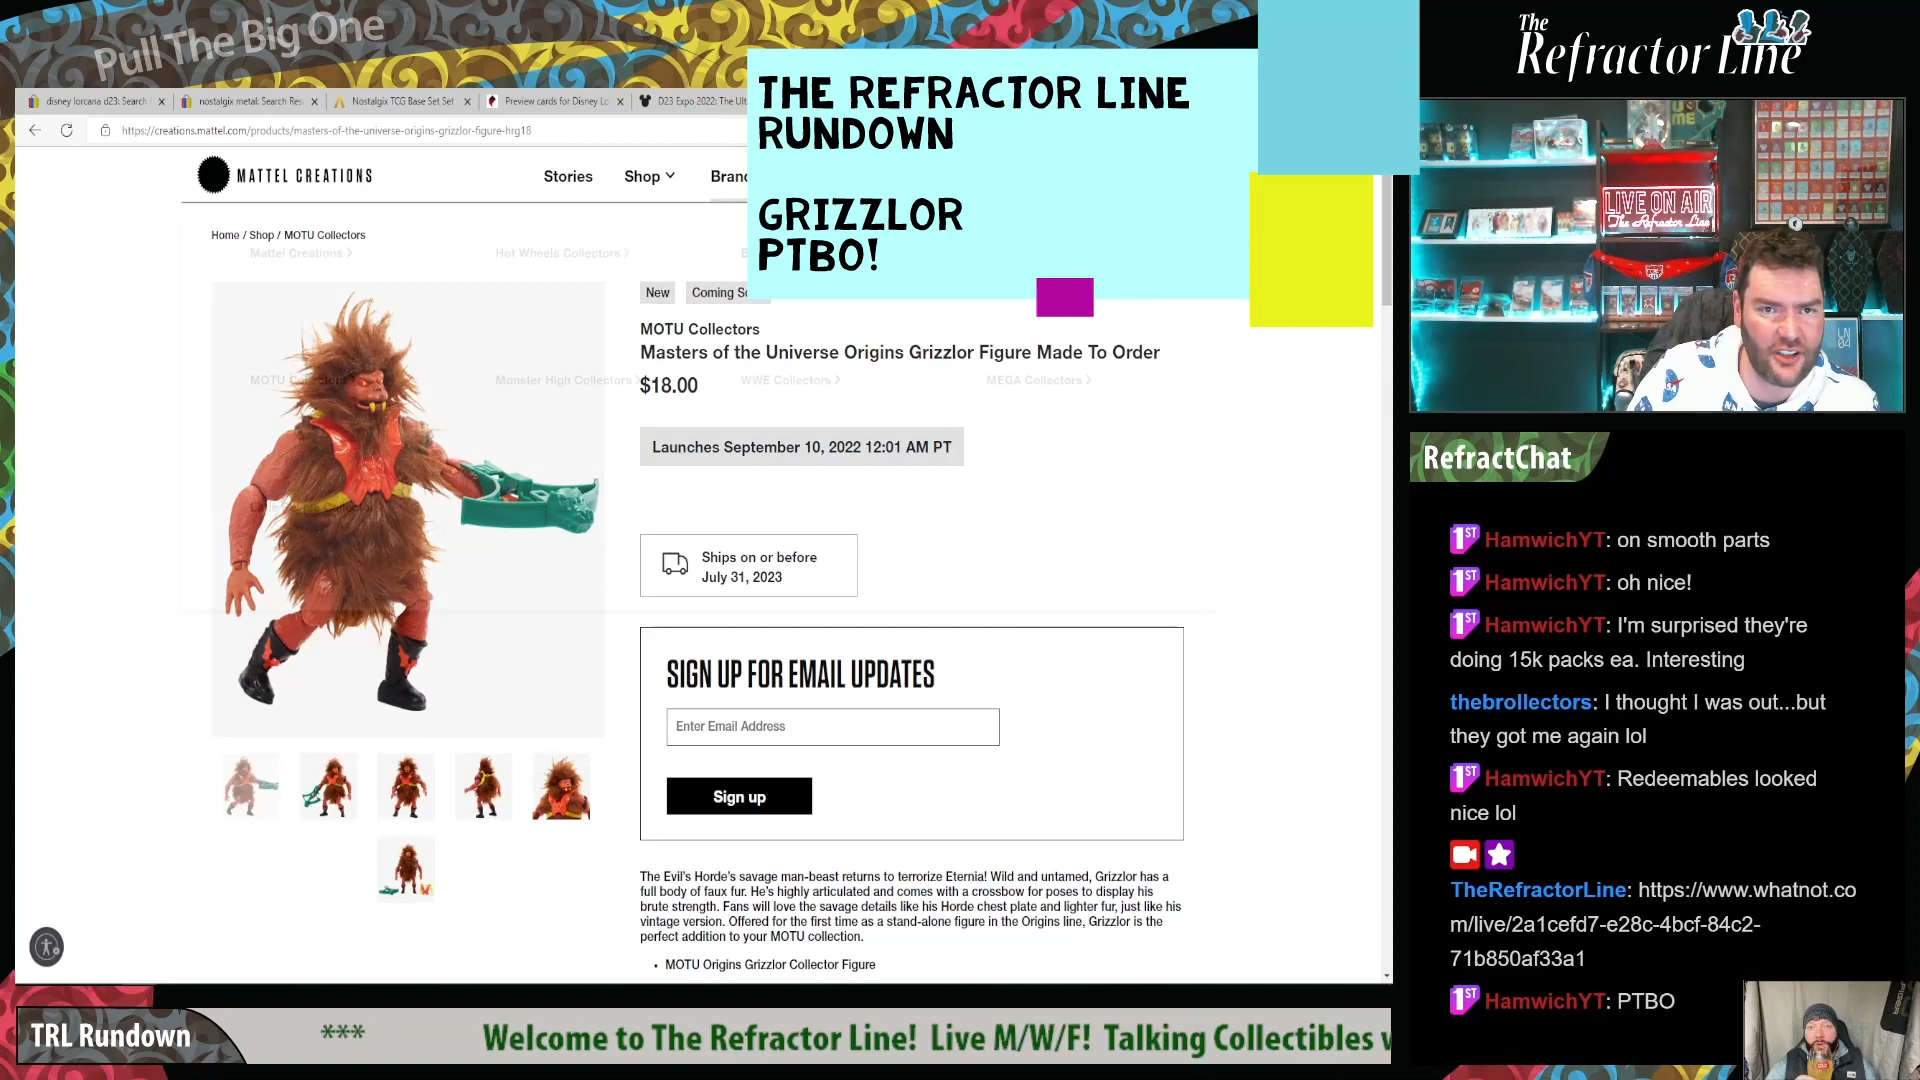 Pull The Big One
disney lorcana d23: Search
nostalgix metal: Search Res
Nostalgix TCG Base Set Set
Preview cards for Disney Lo
D23 Expo 2022: The Ult
https://creations.mattel.com/products/masters-of-the-universe-origins-grizzlor-figure-hrg18
MATTEL CREATIONS
Stories
Shop
Brand
Home / Shop / MOTU Collectors
Mattel Creations >
Hot Wheels Collectors >
New
Coming So
MOTU Collectors
Masters of the Universe Origins Grizzlor Figure Made To Order
MOTU Collectors >
Monster High Collectors >
WWE Collectors >
MEGA Collectors >
$18.00
Launches September 10, 2022 12:01 AM PT
Ships on or before
July 31, 2023
SIGN UP FOR EMAIL UPDATES
Enter Email Address
Sign up
The Evil's Horde's savage man-beast returns to terrorize Eternia! Wild and untamed, Grizzlor has a
full body of faux fur. He's highly articulated and comes with a crossbow for poses to display his
brute strength. Fans will love the savage details like his Horde chest plate and lighter fur, just like his
vintage version. Offered for the first time as a stand-alone figure in the Origins line, Grizzlor is the
perfect addition to your MOTU collection.
• MOTU Origins Grizzlor Collector Figure
THE REFRACTOR LINE
RUNDOWN
GRIZZLOR
PTBO!
The
Refractor Line
LIVE ON AIR
The Refractor Line
LN
04
RefractChat
1ST HamwichYT: on smooth parts
1ST HamwichYT: oh nice!
1ST HamwichYT: I'm surprised they're
doing 15k packs ea. Interesting
thebrollectors: I thought I was out...but
they got me again lol
1ST HamwichYT: Redeemables looked
nice lol
TheRefractorLine: https://www.whatnot.co
m/live/2a1cefd7-e28c-4bcf-84c2-
71b850af33a1
1ST HamwichYT: PTBO
TRL Rundown
*** Welcome to The Refractor Line! Live M/W/F! Talking Collectibles